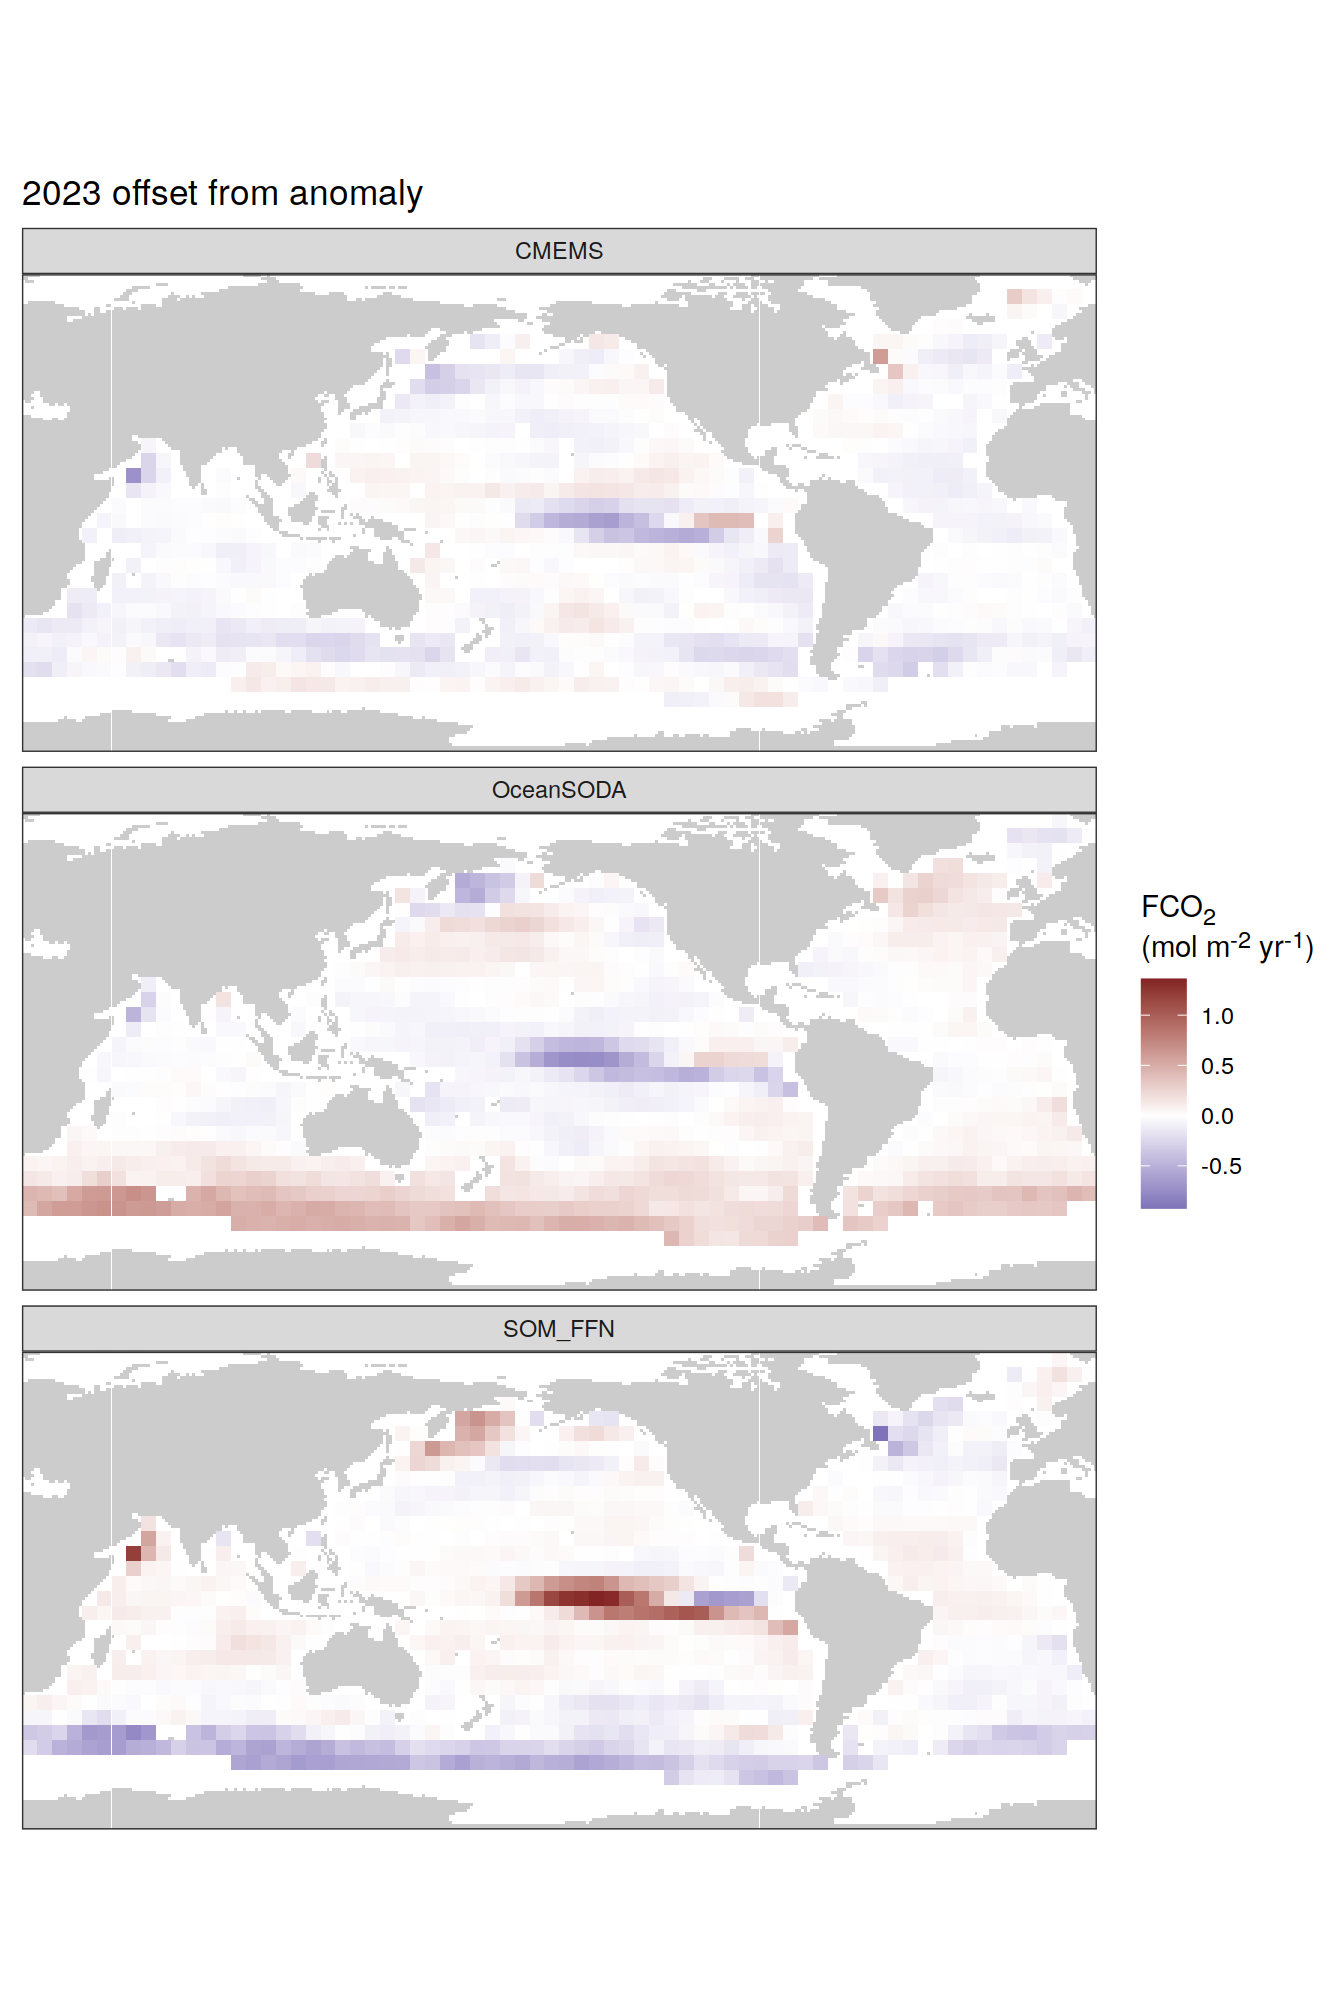 2023 offset from anomaly
CMEMS
OceanSODA
SOM_FFN
FCO₂
(mol m⁻² yr⁻¹)
1.0
0.5
0.0
-0.5